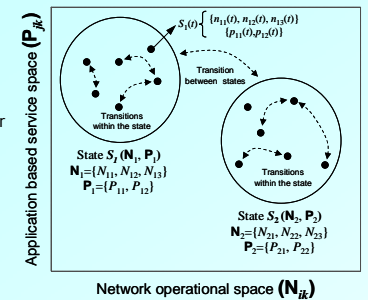 S1(t) { {n11(t), n12(t), n13(t)}
{p11(t),p12(t)}
Transition
between states
Transitions
within the state
State S1 (N1, P1)
N1={N11, N12, N13}
P1={P11, P12}
Transitions
within the state
State S2 (N2, P2)
N2={N21, N22, N23}
P2={P21, P22}
Application based service space (Pjk)
Network operational space (Nik)
r